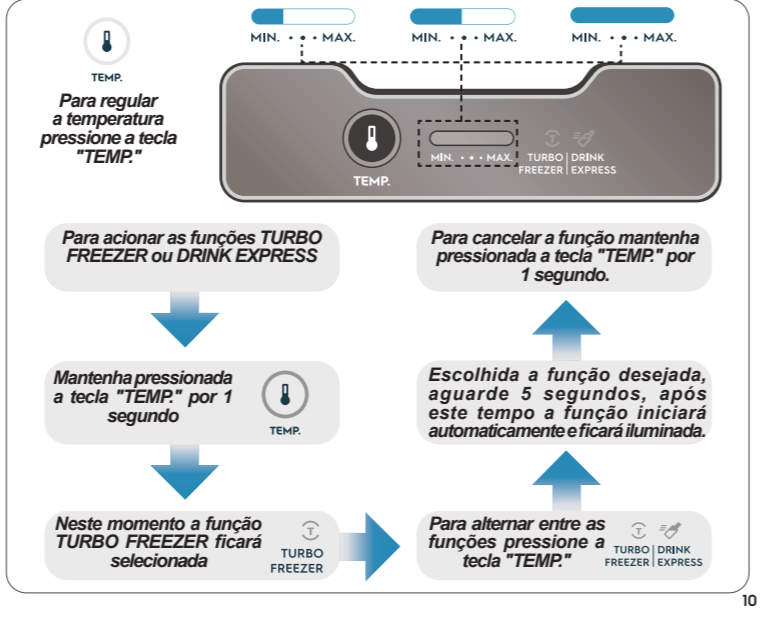 MIN. • • • MAX.
MIN. • • • MAX.
MIN. • • • MAX.
TEMP.
Para regular
a temperatura
pressione a tecla
"TEMP."
TEMP.
MIN. • • • MAX.
TURBO | DRINK
FREEZER | EXPRESS
Para acionar as funções TURBO
FREEZER ou DRINK EXPRESS
Mantenha pressionada
a tecla "TEMP." por 1
segundo
TEMP.
Neste momento a função
TURBO FREEZER ficará
selecionada
T
TURBO
FREEZER
Para alternar entre as
funções pressione a
tecla "TEMP."
T
TURBO | DRINK
FREEZER | EXPRESS
Escolhida a função desejada,
aguarde 5 segundos, após
este tempo a função iniciará
automaticamente e ficará iluminada.
Para cancelar a função mantenha
pressionada a tecla "TEMP." por
1 segundo.
10